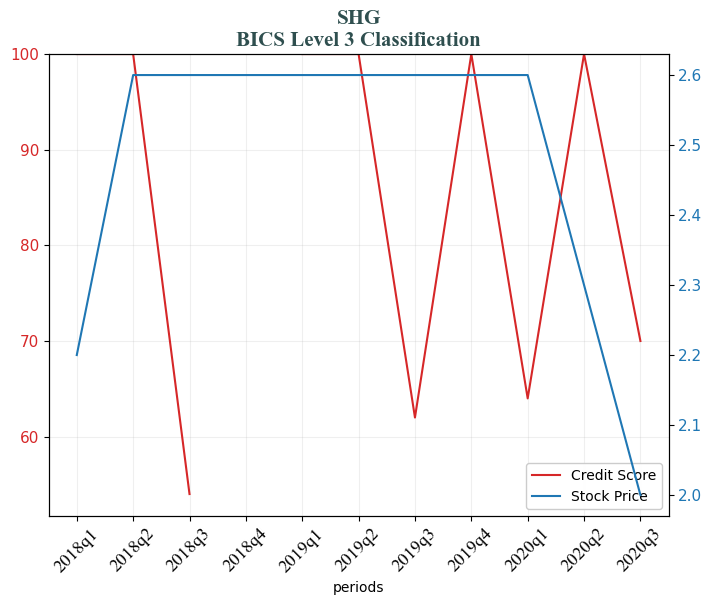 SHG
BICS Level 3 Classification
100
90
80
70
60
2.6
2.5
2.4
2.3
2.2
2.1
2.0
Credit Score
Stock Price
2018q1
2018q2
2018q3
2018q4
2019q1
2019q2
2019q3
2019q4
2020q1
2020q2
2020q3
periods